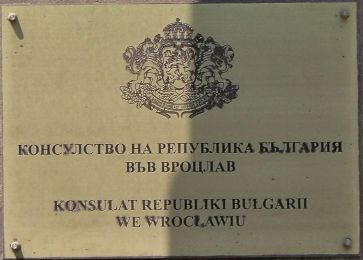 КОНСУЛСТВО НА РЕПУБЛИКА БЪЛГАРИЯ
ВЪВ ВРОЦЛАВ
KONSULAT REPUBLIKI BUŁGARII
WE WROCŁAWIU